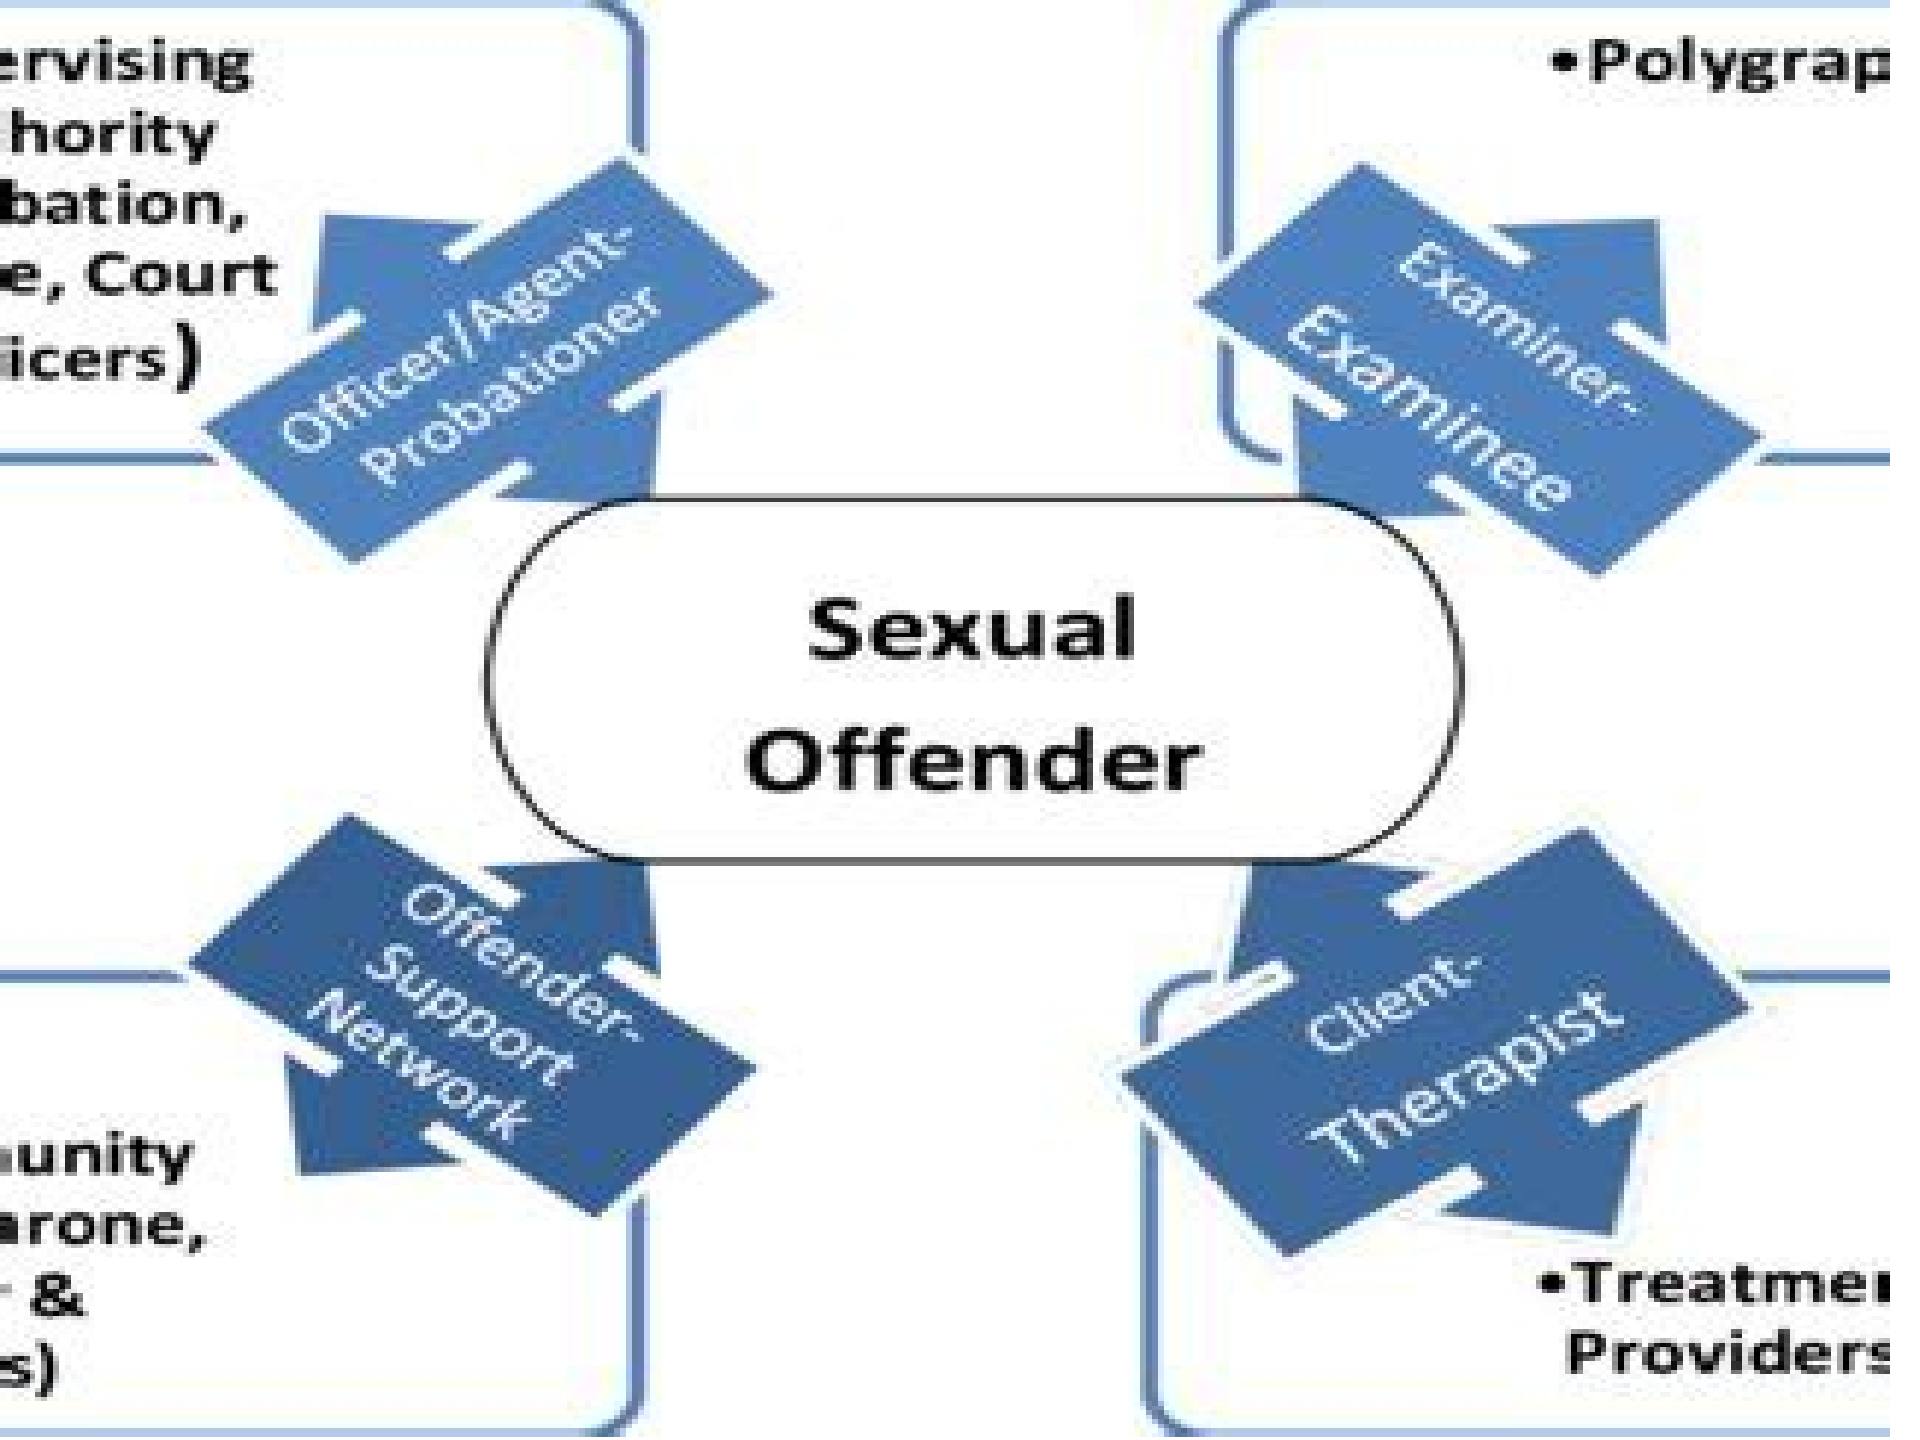 ervising
hority
bation,
e, Court
icers)
Officer/Agent-
Probationer
•Polygrap
Examiner-
Examinee
Sexual
Offender
Offender-
Support
Network
unity
arone,
&
s)
Client-
Therapist
•Treatmen
Providers